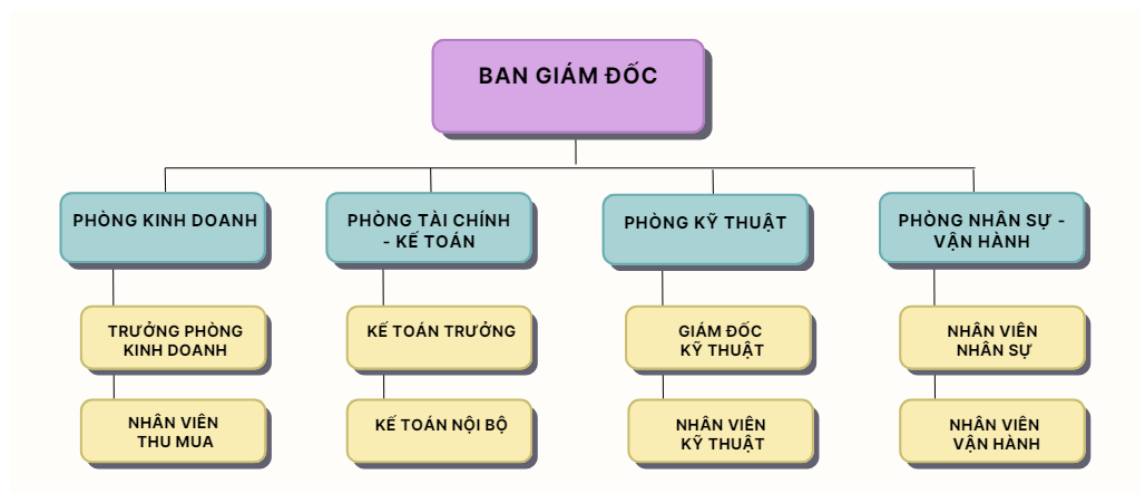 BAN GIÁM ĐỐC
PHÒNG KINH DOANH
PHÒNG TÀI CHÍNH
- KẾ TOÁN
PHÒNG KỸ THUẬT
PHÒNG NHÂN SỰ -
VẬN HÀNH
TRƯỞNG PHÒNG
KINH DOANH
KẾ TOÁN TRƯỞNG
GIÁM ĐỐC
KỸ THUẬT
NHÂN VIÊN
NHÂN SỰ
NHÂN VIÊN
THU MUA
KẾ TOÁN NỘI BỘ
NHÂN VIÊN
KỸ THUẬT
NHÂN VIÊN
VẬN HÀNH